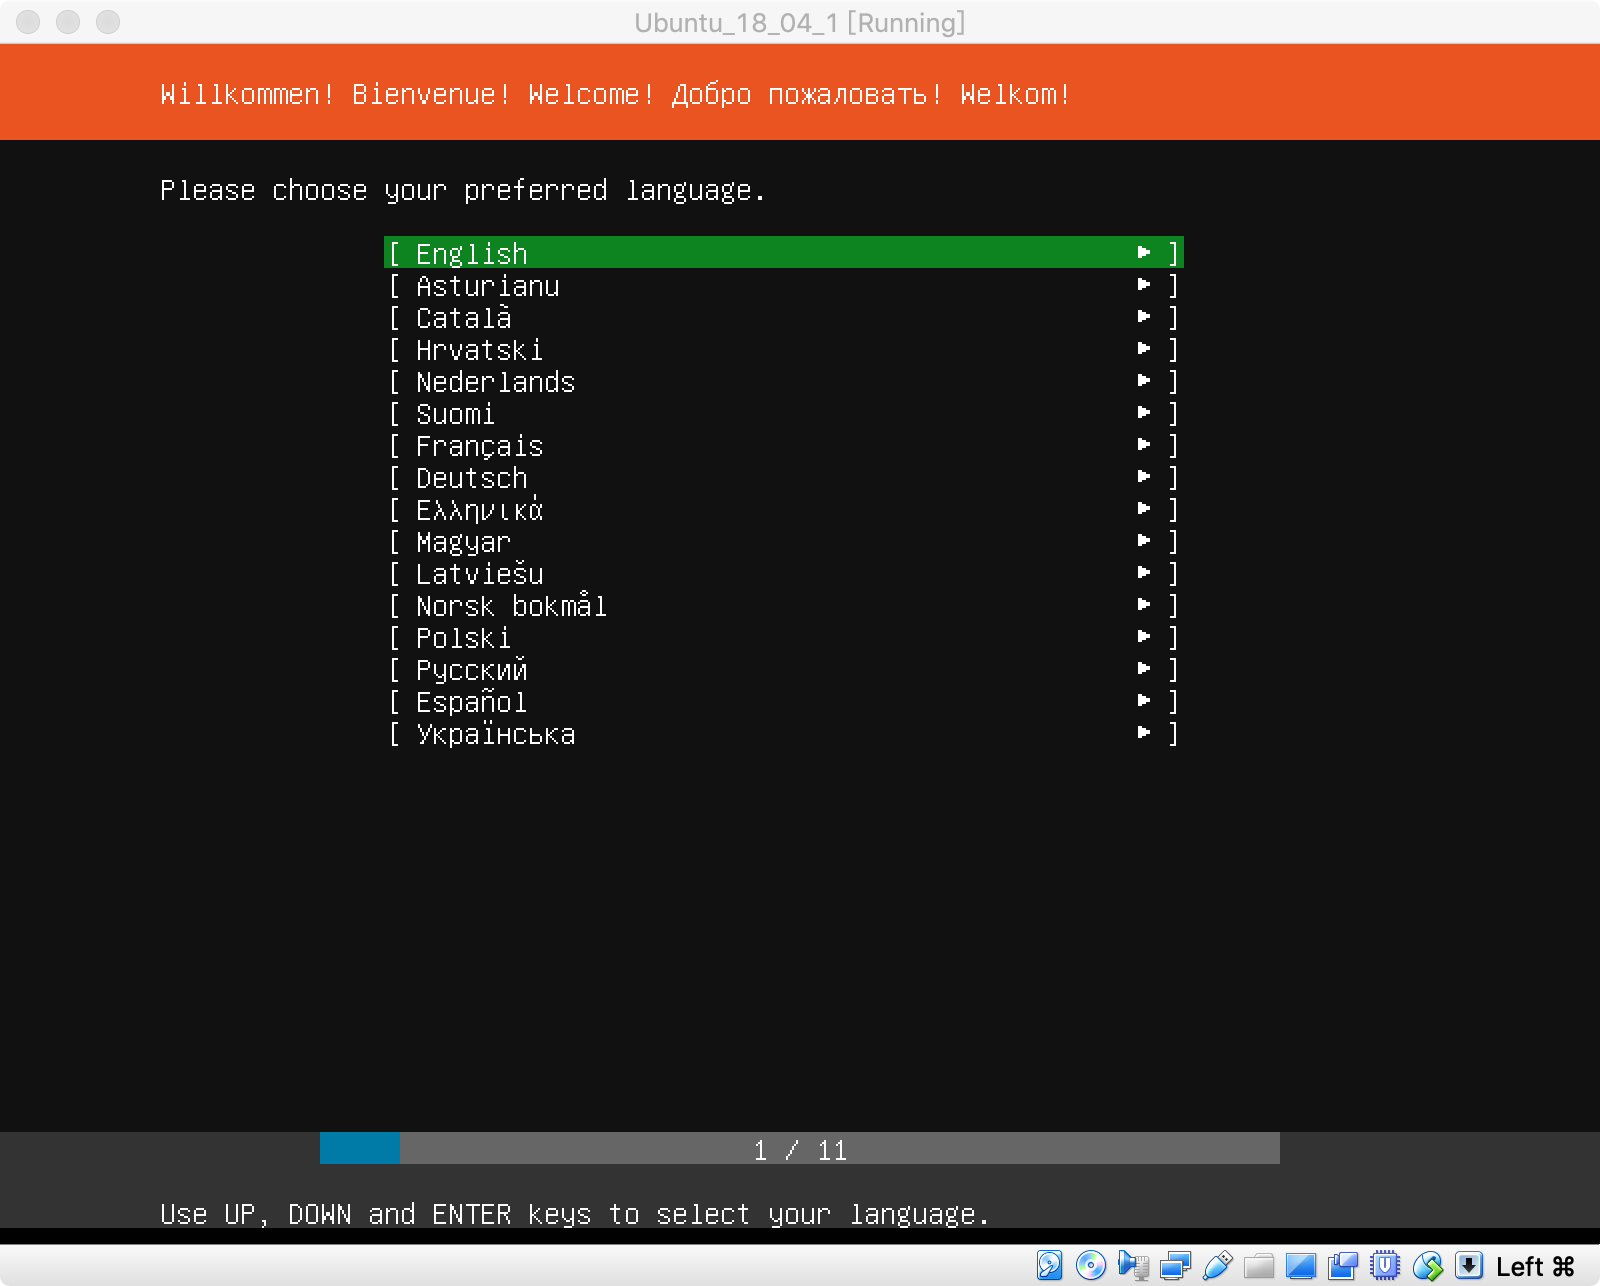 Ubuntu_18_04_1 [Running]
Willkommen! Bienvenue! Welcome! Добро пожаловать! Welkom!
Please choose your preferred language.
[ English ► ]
[ Asturianu ► ]
[ Català ► ]
[ Hrvatski ► ]
[ Nederlands ► ]
[ Suomi ► ]
[ Français ► ]
[ Deutsch ► ]
[ Ελληνικά ► ]
[ Magyar ► ]
[ Latviešu ► ]
[ Norsk bokmål ► ]
[ Polski ► ]
[ Русский ► ]
[ Español ► ]
[ Українська ► ]
1 / 11
Use UP, DOWN and ENTER keys to select your language.
Left ⌘